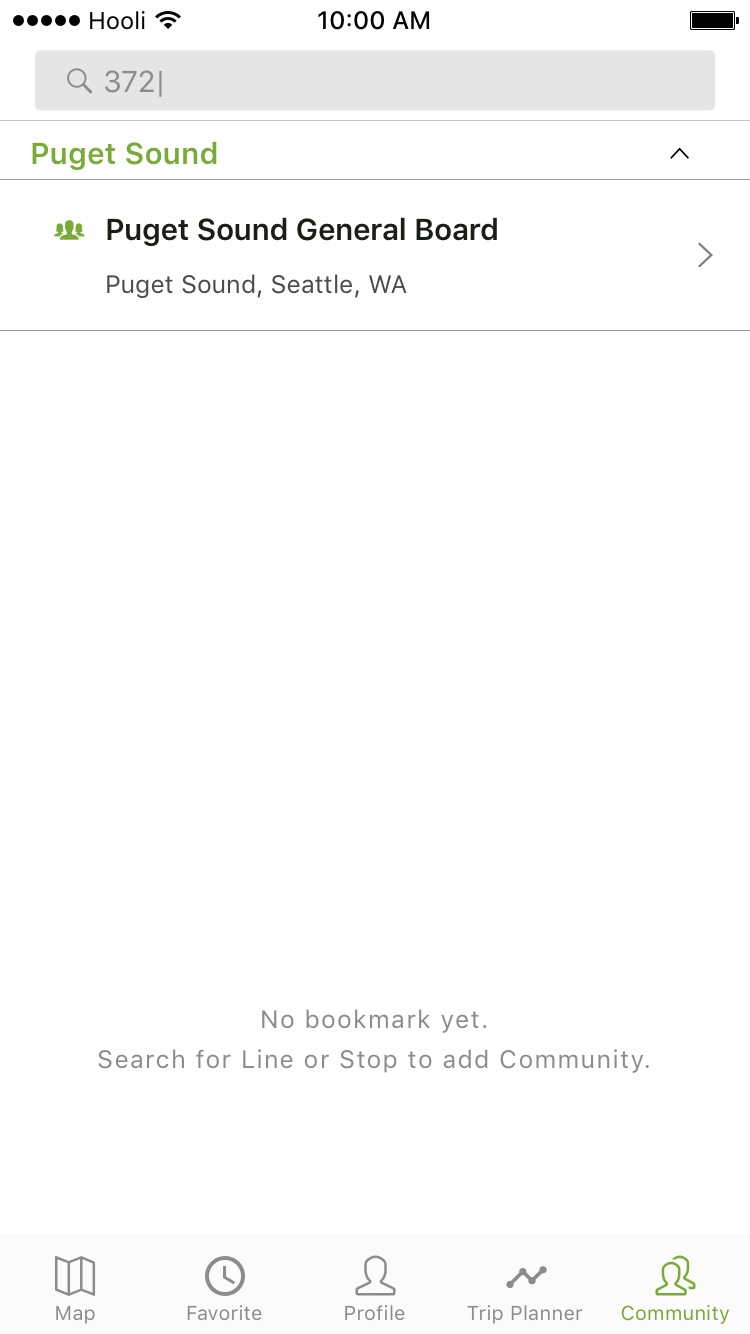 Hooli 10:00 AM
372
Puget Sound
Puget Sound General Board
Puget Sound, Seattle, WA
No bookmark yet.
Search for Line or Stop to add Community.
Map Favorite Profile Trip Planner Community